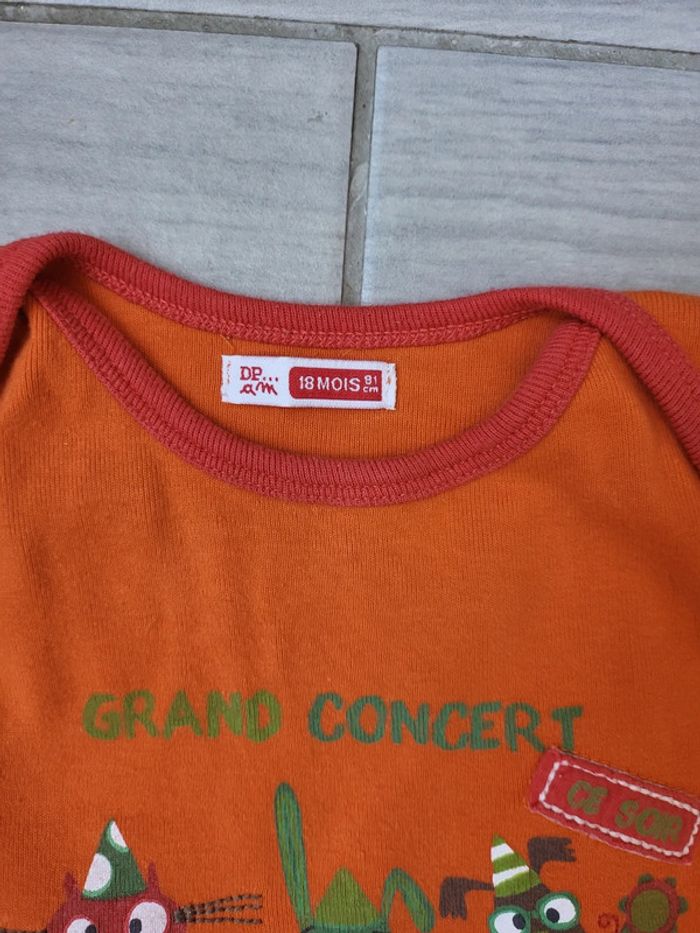 DP...
am
18 MOIS 81 cm
GRAND CONCERT
CE SOIR